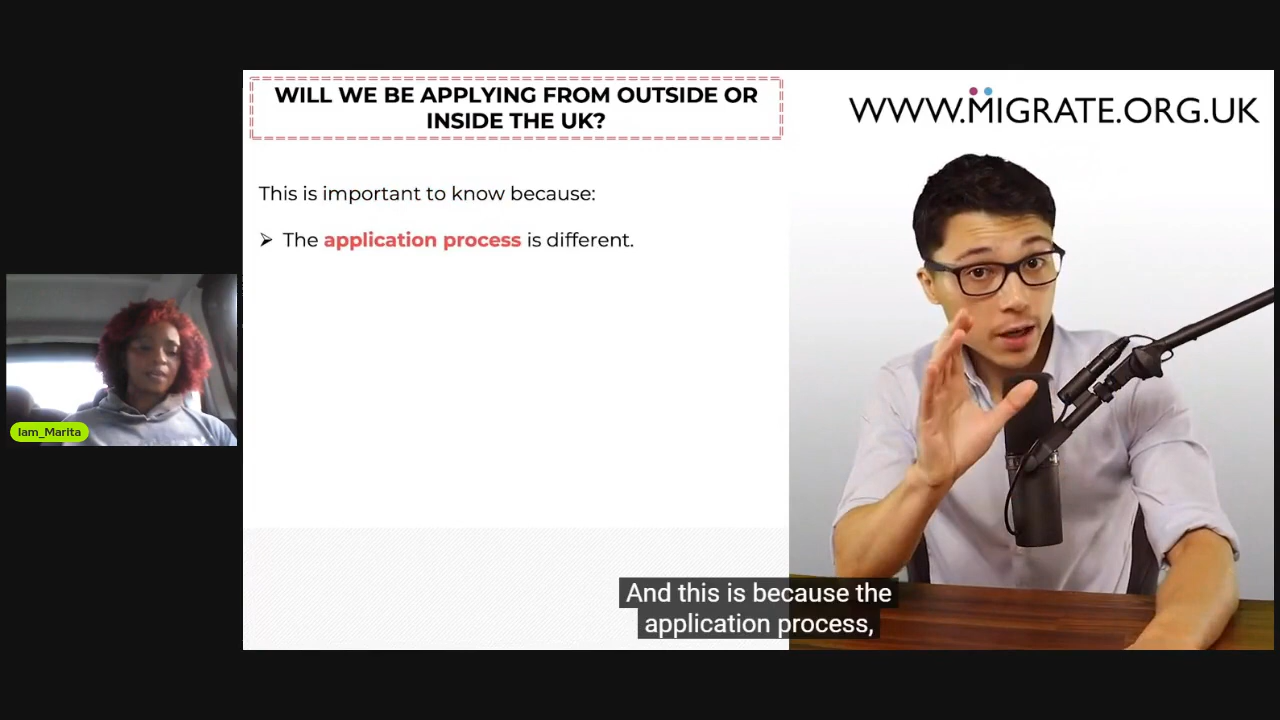 WILL WE BE APPLYING FROM OUTSIDE OR
INSIDE THE UK?
WWW.MIGRATE.ORG.UK
This is important to know because:
➢ The application process is different.
Iam_Marita
And this is because the
application process,